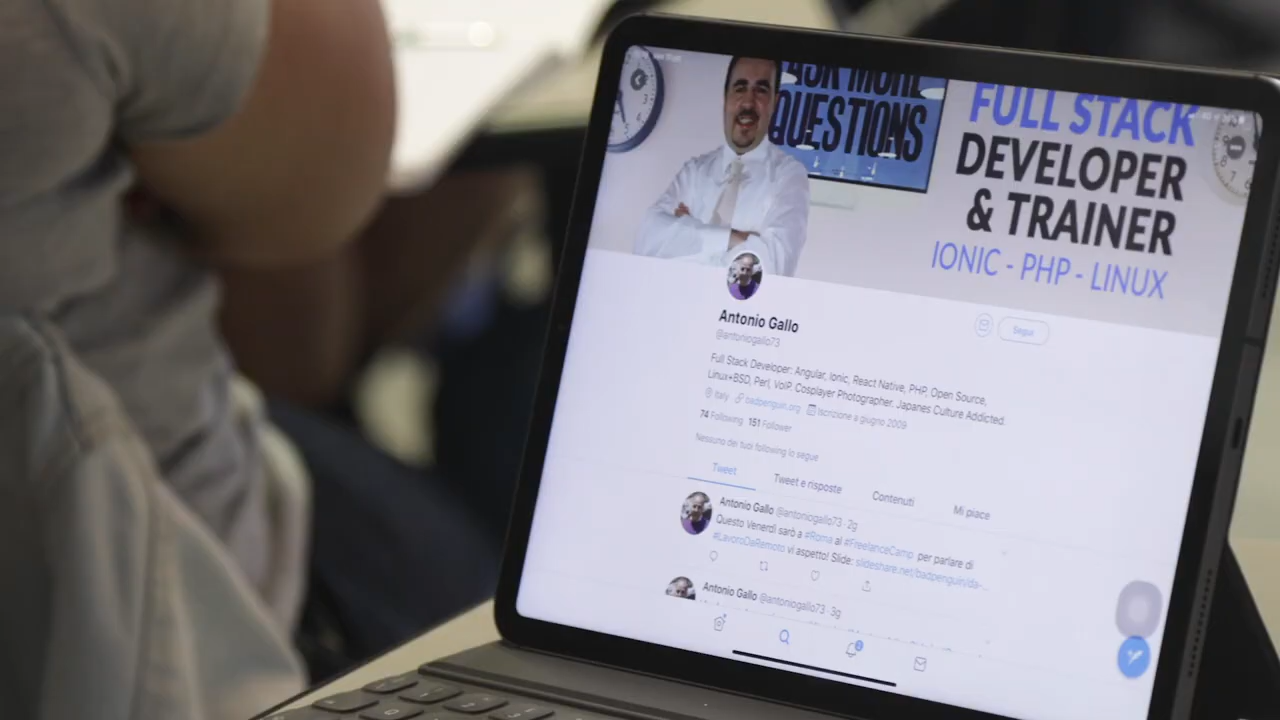 ASK MORE
QUESTIONS
FULL STACK
DEVELOPER
& TRAINER
IONIC - PHP - LINUX
Antonio Gallo
@antoniogallo73
Segui
Full Stack Developer: Angular, Ionic, React Native, PHP, Open Source,
Linux+BSD, Perl, VoIP. Cosplayer Photographer. Japanes Culture Addicted.
Italy badpenguin.org Iscrizione a giugno 2009
74 Following 151 Follower
Nessuno dei tuoi following lo segue
Tweet Tweet e risposte Contenuti Mi piace
Antonio Gallo @antoniogallo73 · 2g
Questo Venerdì sarò a #Roma al #FreelanceCamp per parlare di
#LavoroDaRemoto vi aspetto! Slide: slideshare.net/badpenguin/da-...
Antonio Gallo @antoniogallo73 · 3g